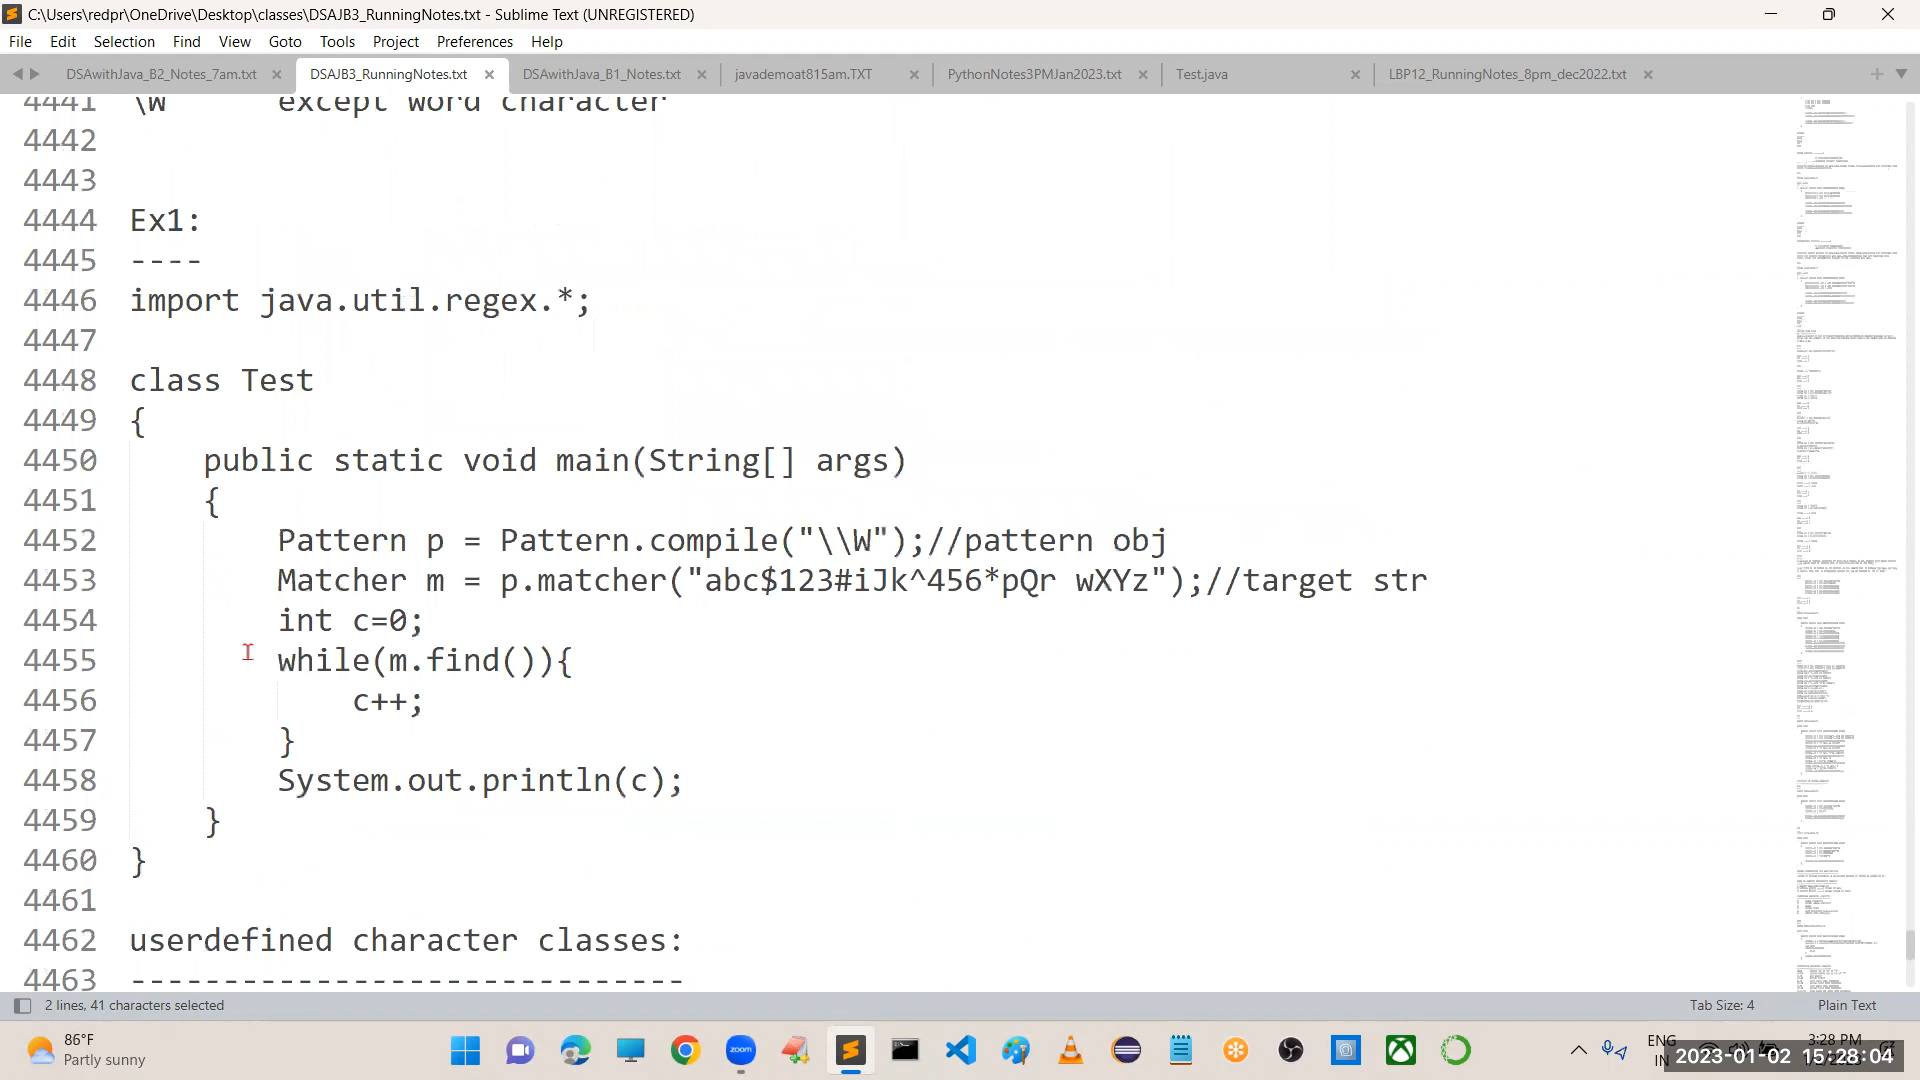 C:\Users\redpr\OneDrive\Desktop\classes\DSAJB3_RunningNotes.txt - Sublime Text (UNREGISTERED)
File Edit Selection Find View Goto Tools Project Preferences Help
DSAwithJava_B2_Notes_7am.txt DSAJB3_RunningNotes.txt DSAwithJava_B1_Notes.txt javademoat815am.TXT PythonNotes3PMJan2023.txt Test.java LBP12_RunningNotes_8pm_dec2022.txt
4441 \W except word character
4442
4443
4444 Ex1:
4445 ----
4446 import java.util.regex.*;
4447
4448 class Test
4449 {
4450 public static void main(String[] args)
4451 {
4452 Pattern p = Pattern.compile("\\W");//pattern obj
4453 Matcher m = p.matcher("abc$123#iJk^456*pQr wXYz");//target str
4454 int c=0;
4455 while(m.find()){
4456 c++;
4457 }
4458 System.out.println(c);
4459 }
4460 }
4461
4462 userdefined character classes:
4463 ------------------------------
2 lines, 41 characters selected Tab Size: 4 Plain Text
86°F
Partly sunny
zoom
ENG
IN
3:28 PM
2023-01-02 15:28:04